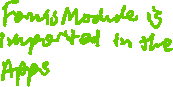 FormsModule is
imported in the
Apps